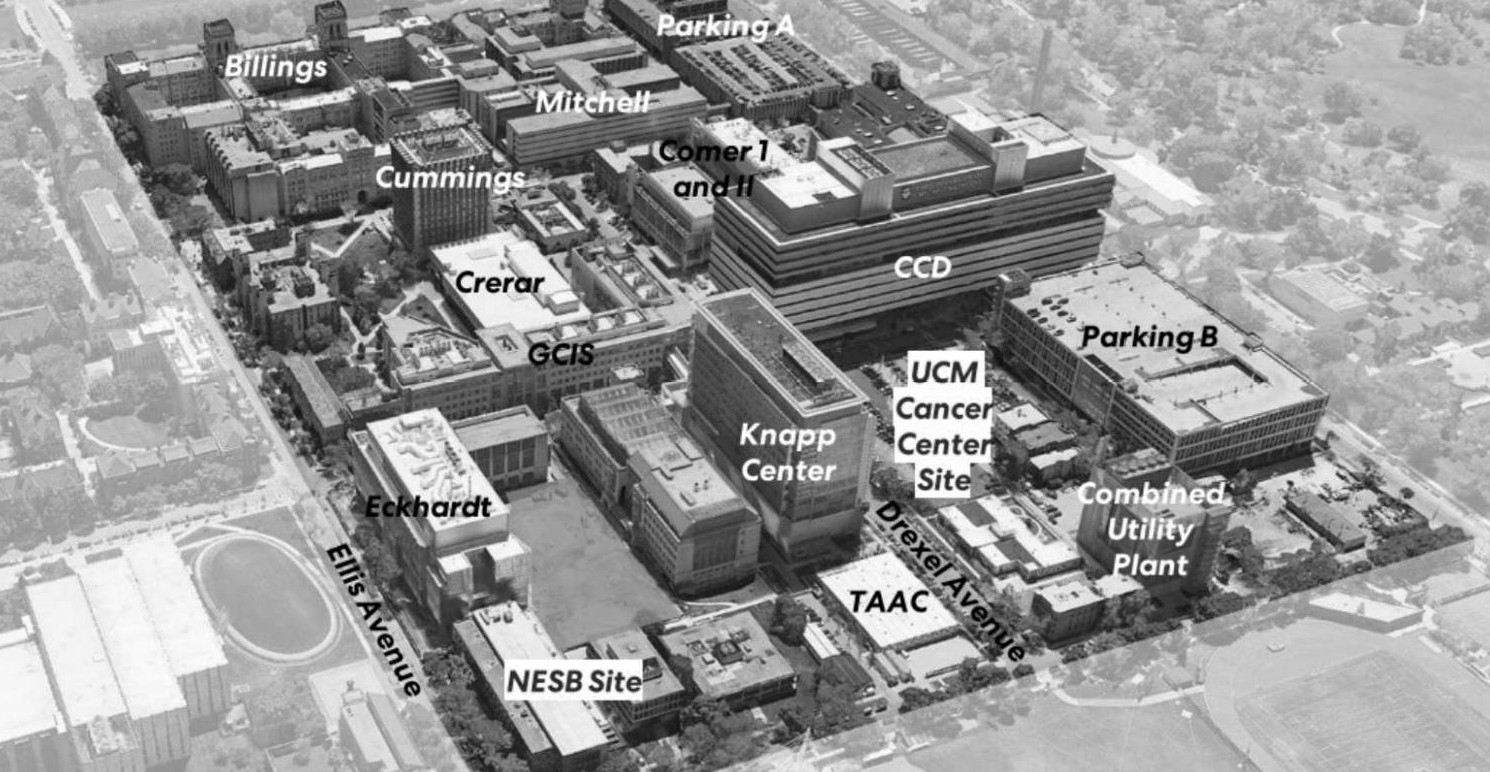 Parking A
Billings
Mitchell
Comer 1
and II
Cummings
CCD
Crerar
Parking B
GCIS
UCM
Cancer
Center
Site
Knapp
Center
Eckhardt
Combined
Utility
Plant
Drexel Avenue
Ellis Avenue
TAAC
NESB Site